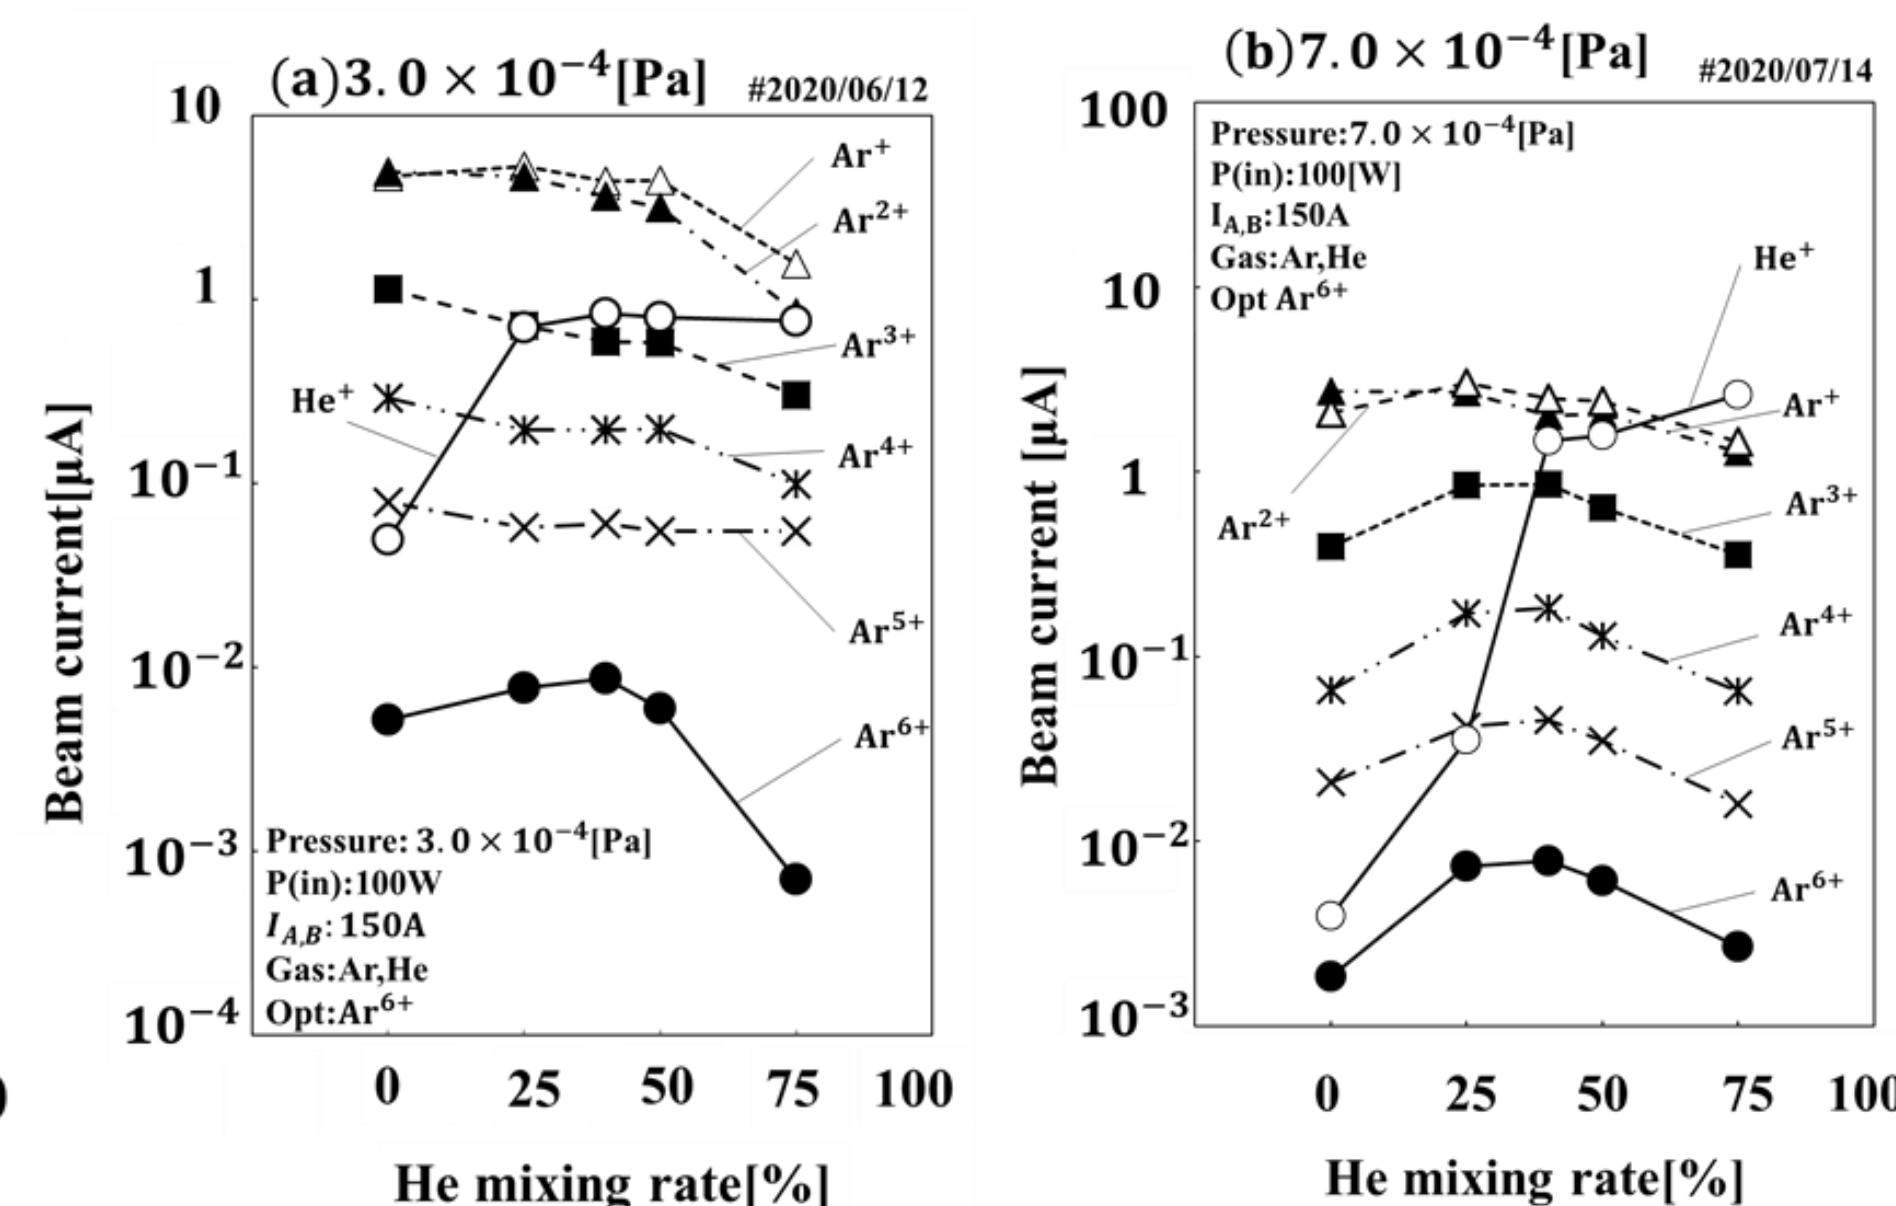 (a)3.0 × 10⁻⁴[Pa] #2020/06/12
10
1
10⁻¹
10⁻²
10⁻³
10⁻⁴
Beam current[μA]
Ar⁺
Ar²⁺
Ar³⁺
He⁺
Ar⁴⁺
Ar⁵⁺
Ar⁶⁺
Pressure: 3.0 × 10⁻⁴[Pa]
P(in):100W
I_A,B: 150A
Gas:Ar,He
Opt:Ar⁶⁺
0 25 50 75 100
He mixing rate[%]
(b)7.0 × 10⁻⁴[Pa] #2020/07/14
100
10
1
10⁻¹
10⁻²
10⁻³
Beam current [μA]
Pressure:7.0 × 10⁻⁴[Pa]
P(in):100[W]
I_A,B:150A
Gas:Ar,He
Opt Ar⁶⁺
He⁺
Ar⁺
Ar²⁺
Ar³⁺
Ar⁴⁺
Ar⁵⁺
Ar⁶⁺
0 25 50 75 100
He mixing rate[%]